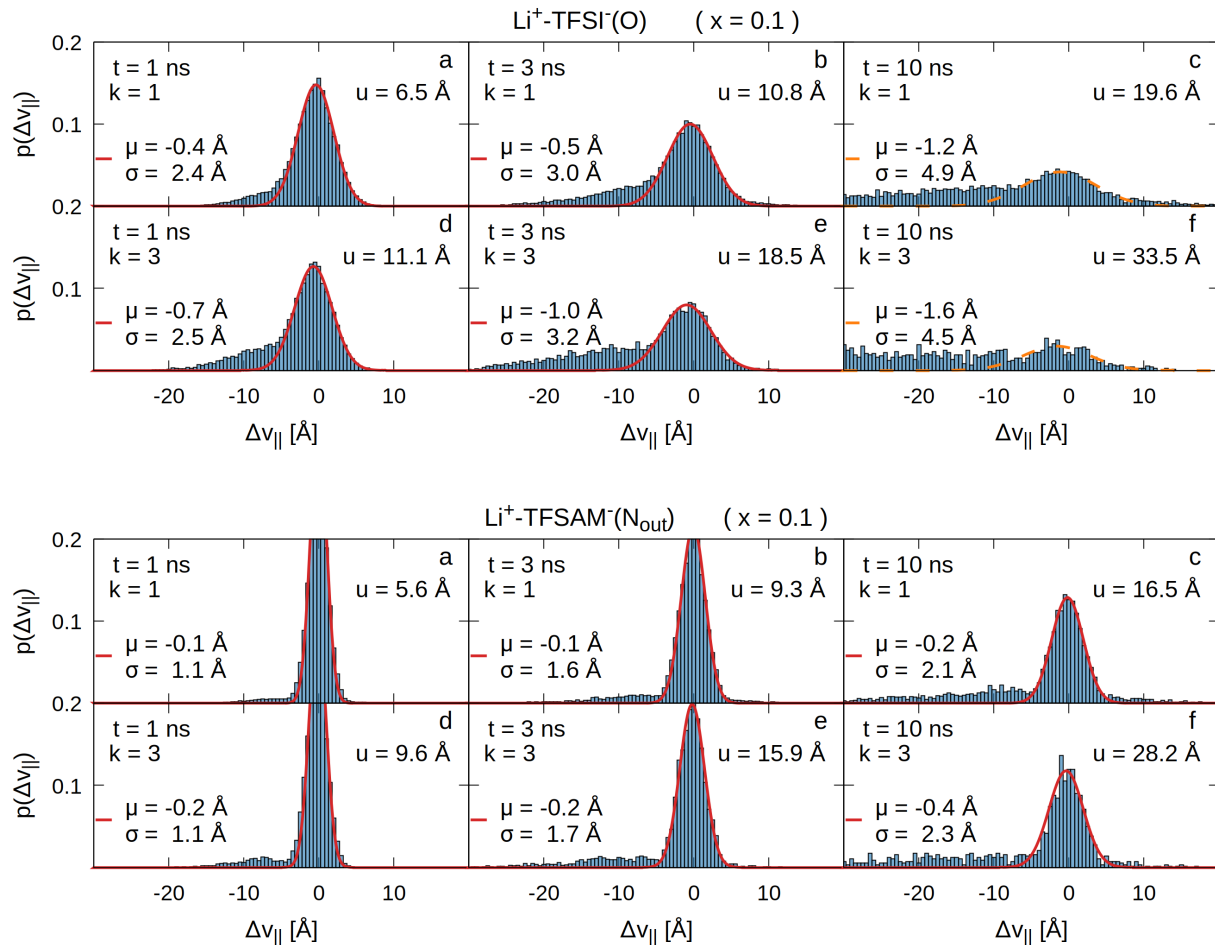 Li⁺-TFSI⁻(O) ( x = 0.1 )
0.2
0.1
0.2
0.1
p(Δv||)
p(Δv||)
t = 1 ns
k = 1
a
u = 6.5 Å
μ = -0.4 Å
σ = 2.4 Å
t = 3 ns
k = 1
b
u = 10.8 Å
μ = -0.5 Å
σ = 3.0 Å
t = 10 ns
k = 1
c
u = 19.6 Å
μ = -1.2 Å
σ = 4.9 Å
t = 1 ns
k = 3
d
u = 11.1 Å
μ = -0.7 Å
σ = 2.5 Å
t = 3 ns
k = 3
e
u = 18.5 Å
μ = -1.0 Å
σ = 3.2 Å
t = 10 ns
k = 3
f
u = 33.5 Å
μ = -1.6 Å
σ = 4.5 Å
-20 -10 0 10 -20 -10 0 10 -20 -10 0 10
Δv|| [Å] Δv|| [Å] Δv|| [Å]
Li⁺-TFSAM⁻(Nout) ( x = 0.1 )
0.2
0.1
0.2
0.1
p(Δv||)
p(Δv||)
t = 1 ns
k = 1
a
u = 5.6 Å
μ = -0.1 Å
σ = 1.1 Å
t = 3 ns
k = 1
b
u = 9.3 Å
μ = -0.1 Å
σ = 1.6 Å
t = 10 ns
k = 1
c
u = 16.5 Å
μ = -0.2 Å
σ = 2.1 Å
t = 1 ns
k = 3
d
u = 9.6 Å
μ = -0.2 Å
σ = 1.1 Å
t = 3 ns
k = 3
e
u = 15.9 Å
μ = -0.2 Å
σ = 1.7 Å
t = 10 ns
k = 3
f
u = 28.2 Å
μ = -0.4 Å
σ = 2.3 Å
-20 -10 0 10 -20 -10 0 10 -20 -10 0 10
Δv|| [Å] Δv|| [Å] Δv|| [Å]